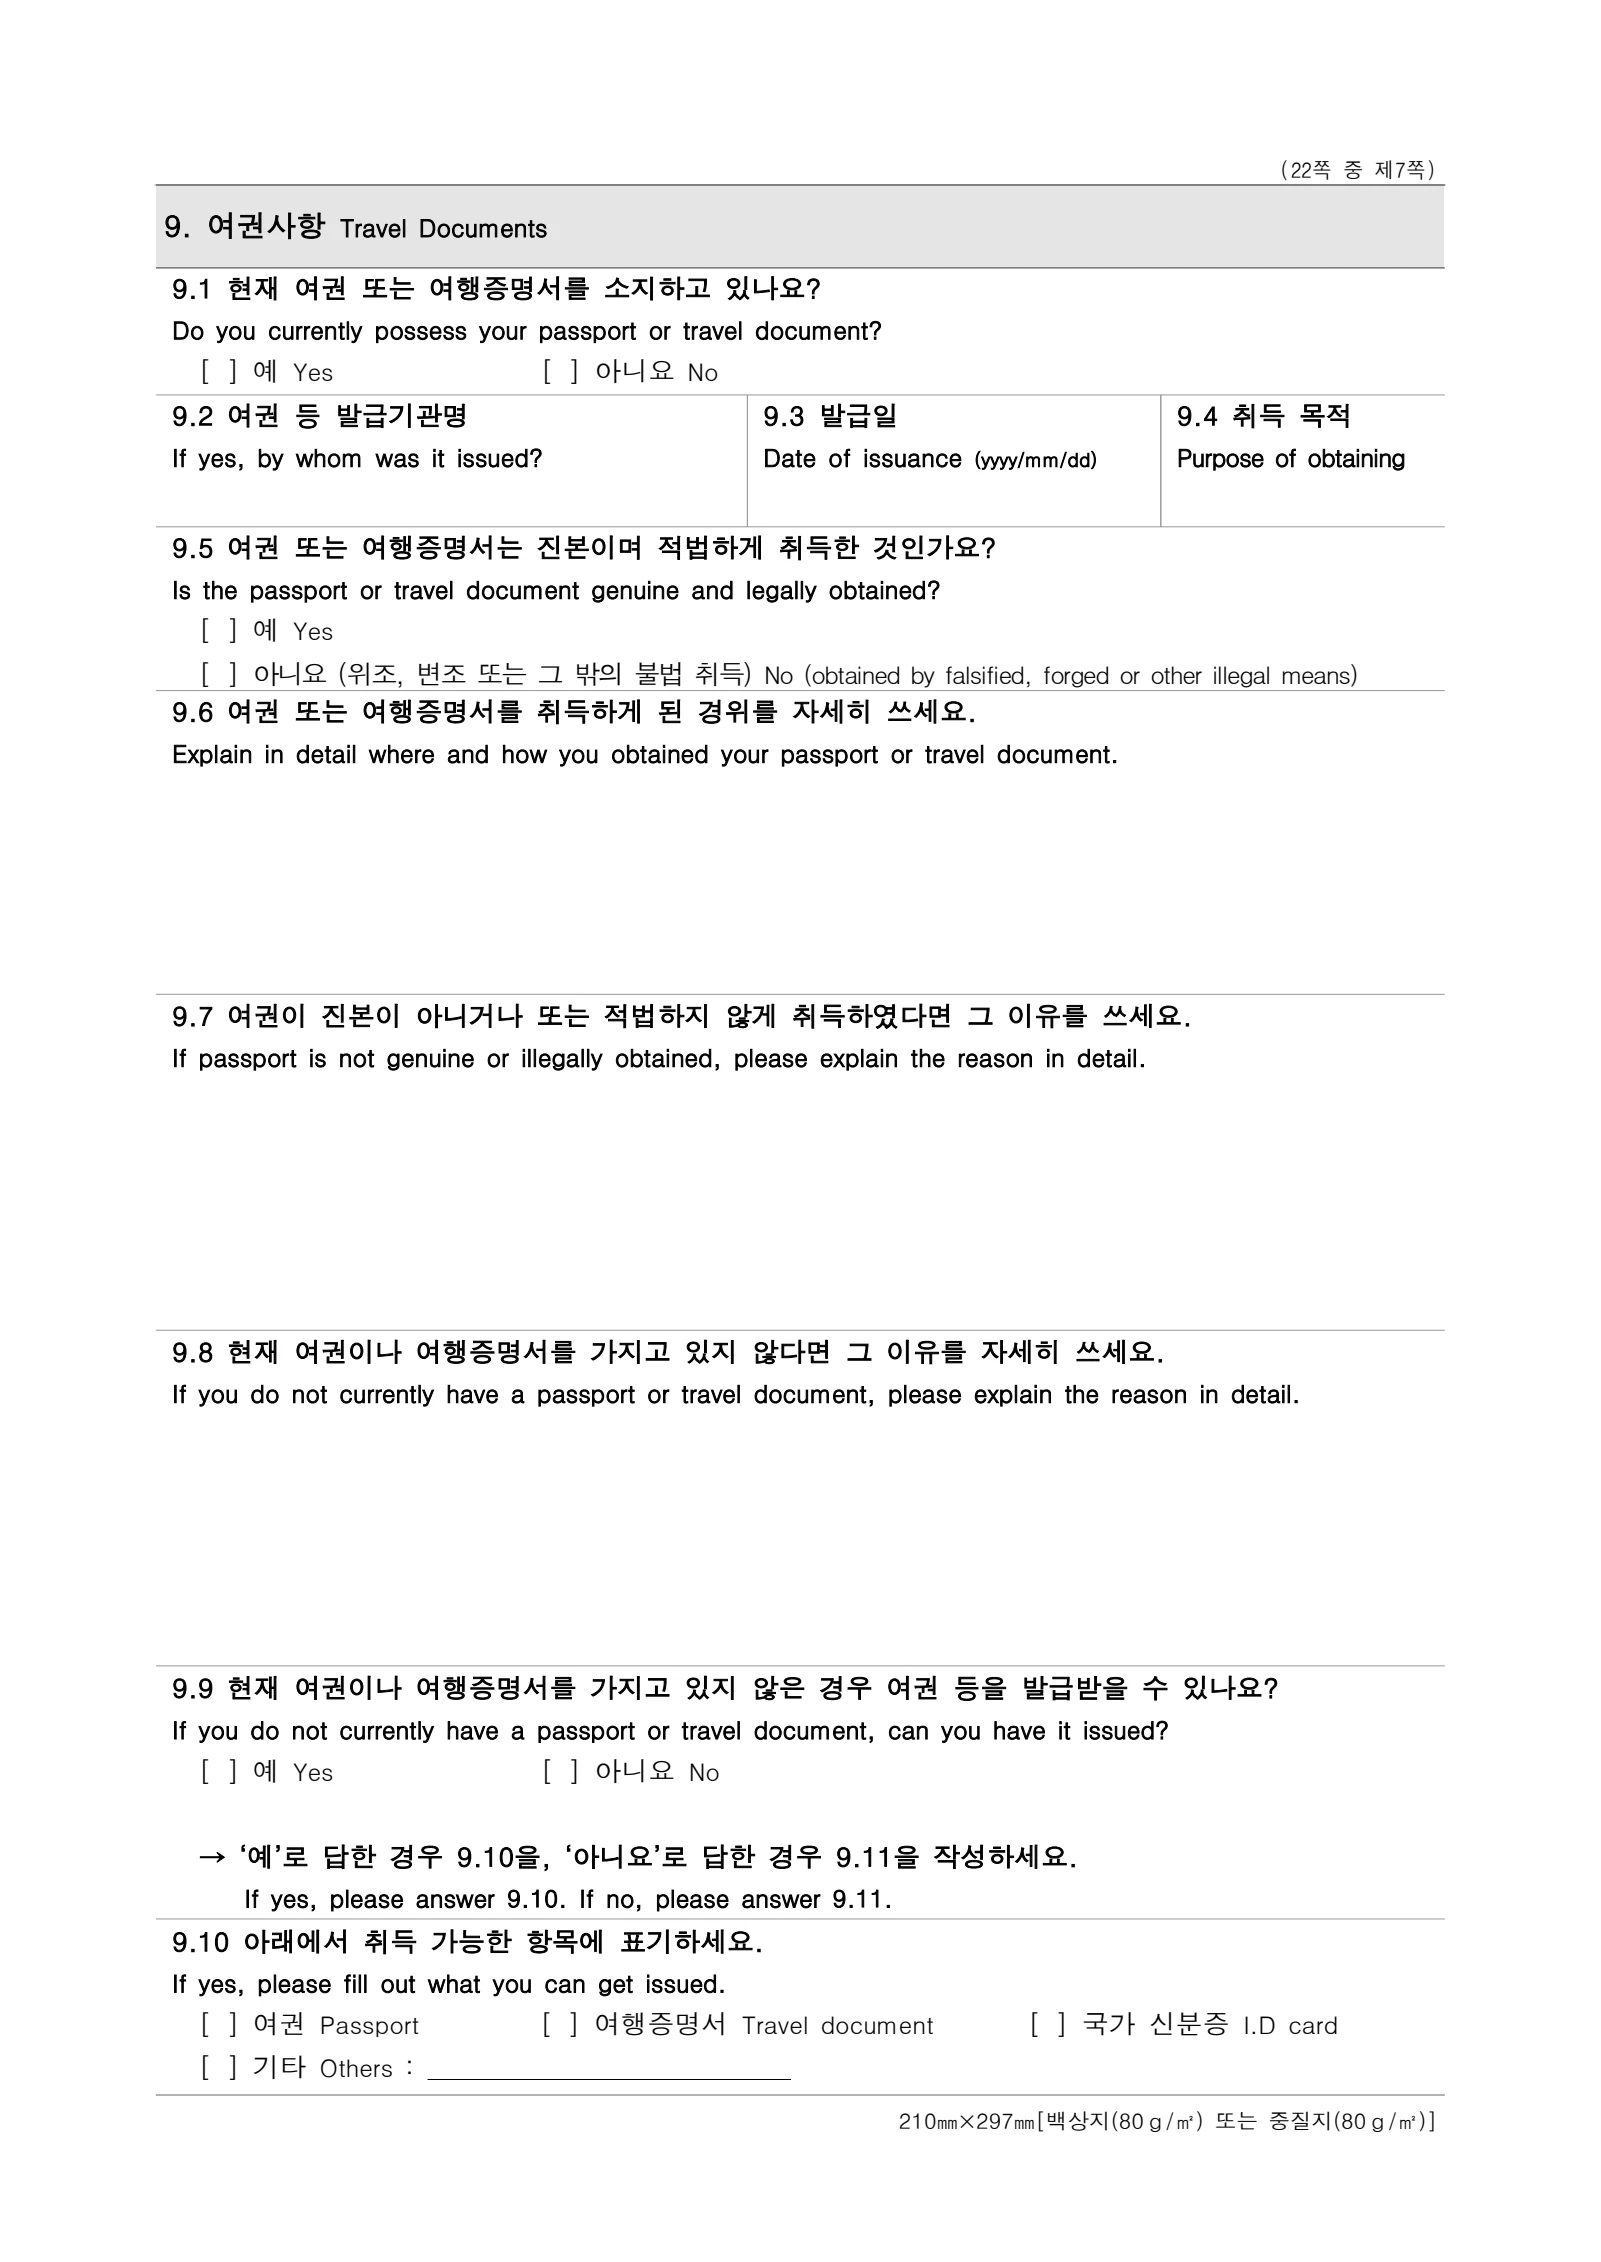 (22쪽 중 제7쪽)
9. 여권사항 Travel Documents
9.1 현재 여권 또는 여행증명서를 소지하고 있나요?
Do you currently possess your passport or travel document?
[ ] 예 Yes [ ] 아니요 No
9.2 여권 등 발급기관명
If yes, by whom was it issued?
9.3 발급일
Date of issuance (yyyy/mm/dd)
9.4 취득 목적
Purpose of obtaining
9.5 여권 또는 여행증명서는 진본이며 적법하게 취득한 것인가요?
Is the passport or travel document genuine and legally obtained?
[ ] 예 Yes
[ ] 아니요 (위조, 변조 또는 그 밖의 불법 취득) No (obtained by falsified, forged or other illegal means)
9.6 여권 또는 여행증명서를 취득하게 된 경위를 자세히 쓰세요.
Explain in detail where and how you obtained your passport or travel document.
9.7 여권이 진본이 아니거나 또는 적법하지 않게 취득하였다면 그 이유를 쓰세요.
If passport is not genuine or illegally obtained, please explain the reason in detail.
9.8 현재 여권이나 여행증명서를 가지고 있지 않다면 그 이유를 자세히 쓰세요.
If you do not currently have a passport or travel document, please explain the reason in detail.
9.9 현재 여권이나 여행증명서를 가지고 있지 않은 경우 여권 등을 발급받을 수 있나요?
If you do not currently have a passport or travel document, can you have it issued?
[ ] 예 Yes [ ] 아니요 No
→ ‘예’로 답한 경우 9.10을, ‘아니요’로 답한 경우 9.11을 작성하세요.
If yes, please answer 9.10. If no, please answer 9.11.
9.10 아래에서 취득 가능한 항목에 표기하세요.
If yes, please fill out what you can get issued.
[ ] 여권 Passport [ ] 여행증명서 Travel document [ ] 국가 신분증 I.D card
[ ] 기타 Others : ____________________
210㎜×297㎜[백상지(80ｇ/㎡) 또는 중질지(80ｇ/㎡)]